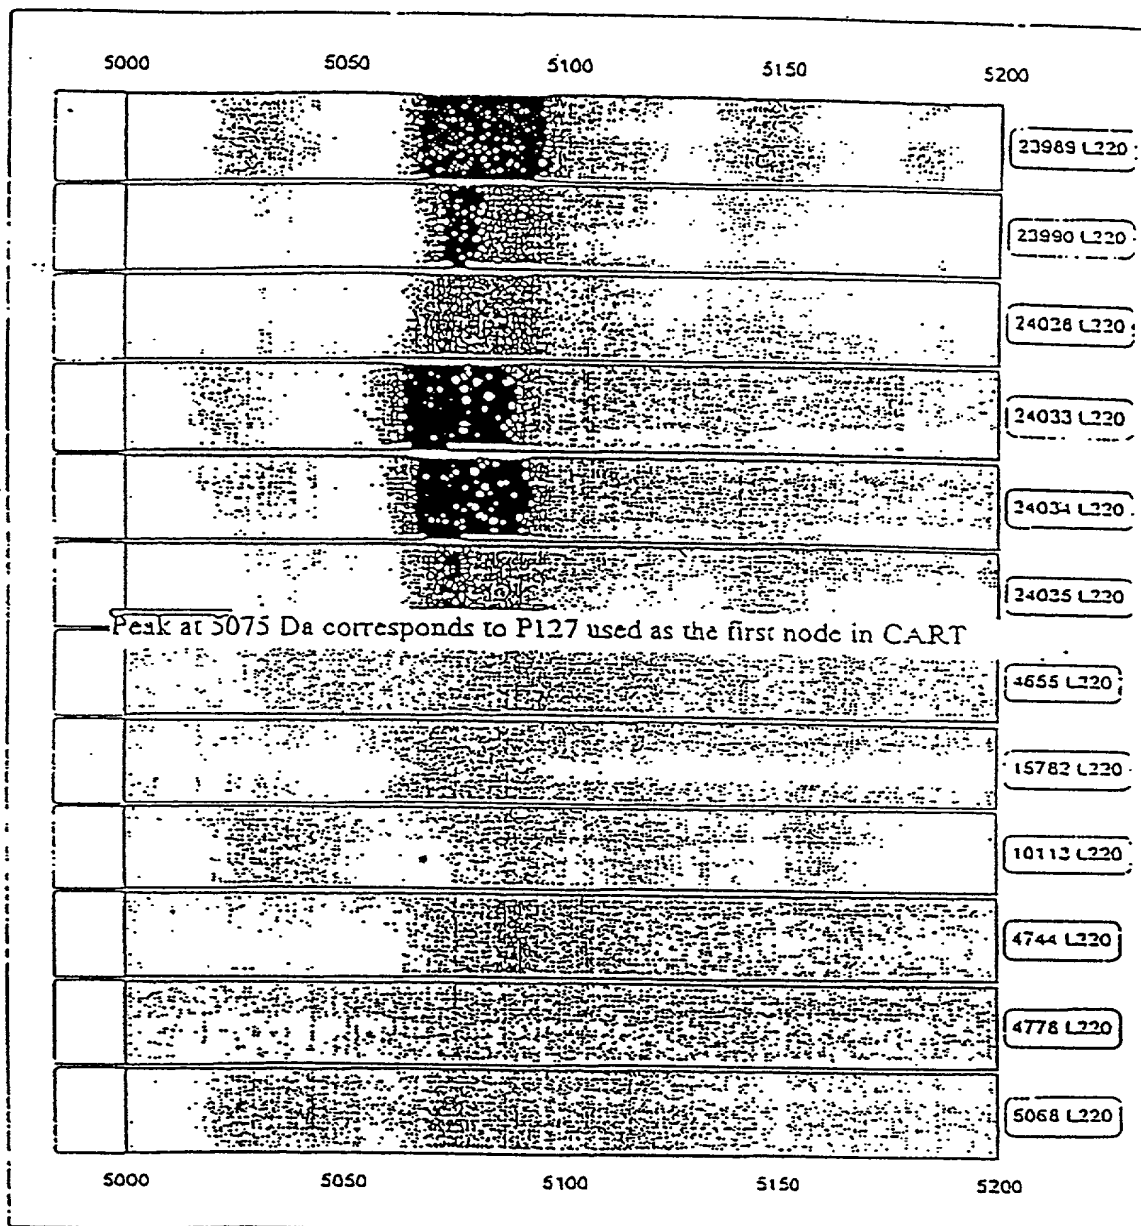 5000 5050 5100 5150 5200
23989 L220
23990 L220
24028 L220
24033 L220
24034 L220
24035 L220
Peak at 5075 Da corresponds to P127 used as the first node in CART
4655 L220
15782 L220
10113 L220
4744 L220
4778 L220
5068 L220
5000 5050 5100 5150 5200